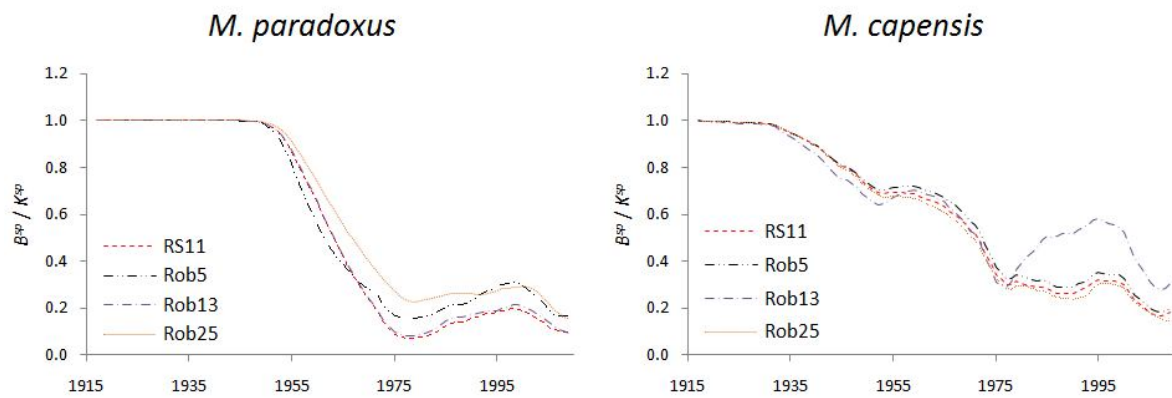 M. paradoxus
1.2
1.0
0.8
0.6
0.4
0.2
0.0
Bsp / Ksp
RS11
Rob5
Rob13
Rob25
1915 1935 1955 1975 1995
M. capensis
1.2
1.0
0.8
0.6
0.4
0.2
0.0
Bsp / Ksp
RS11
Rob5
Rob13
Rob25
1915 1935 1955 1975 1995